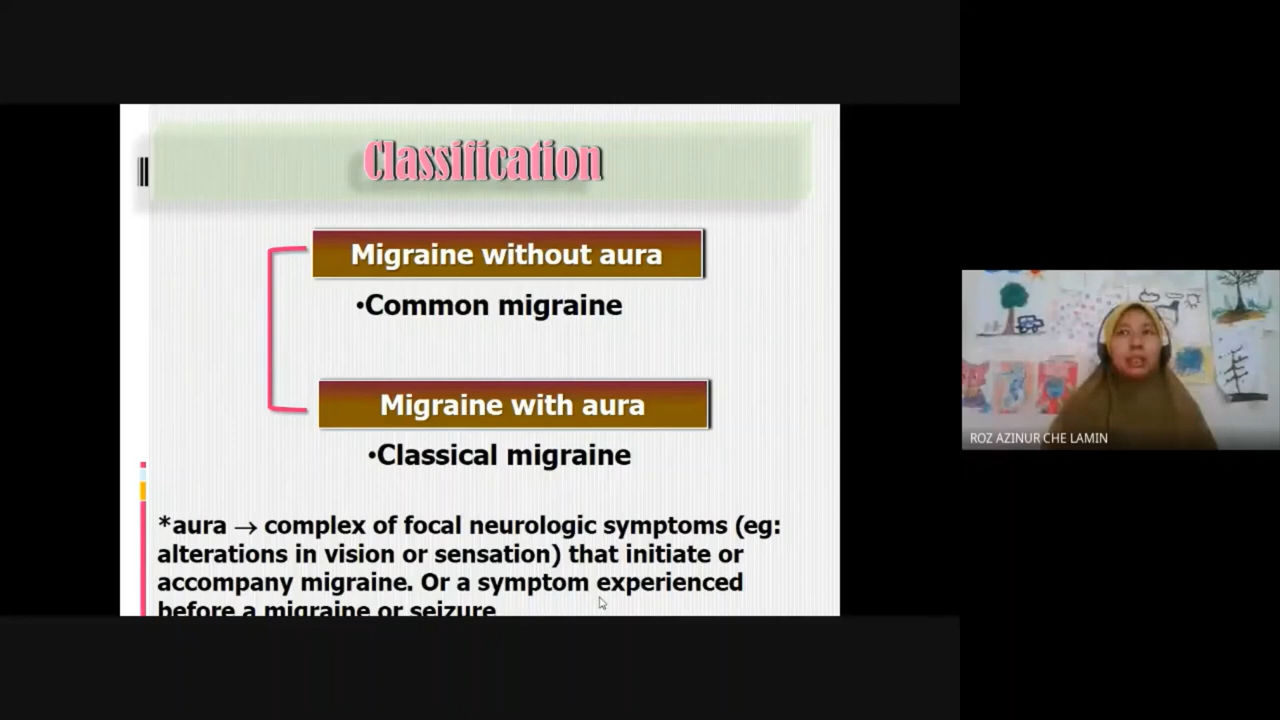 Classification
Migraine without aura
•Common migraine
Migraine with aura
•Classical migraine
*aura → complex of focal neurologic symptoms (eg:
alterations in vision or sensation) that initiate or
accompany migraine. Or a symptom experienced
before a migraine or seizure
ROZ AZINUR CHE LAMIN